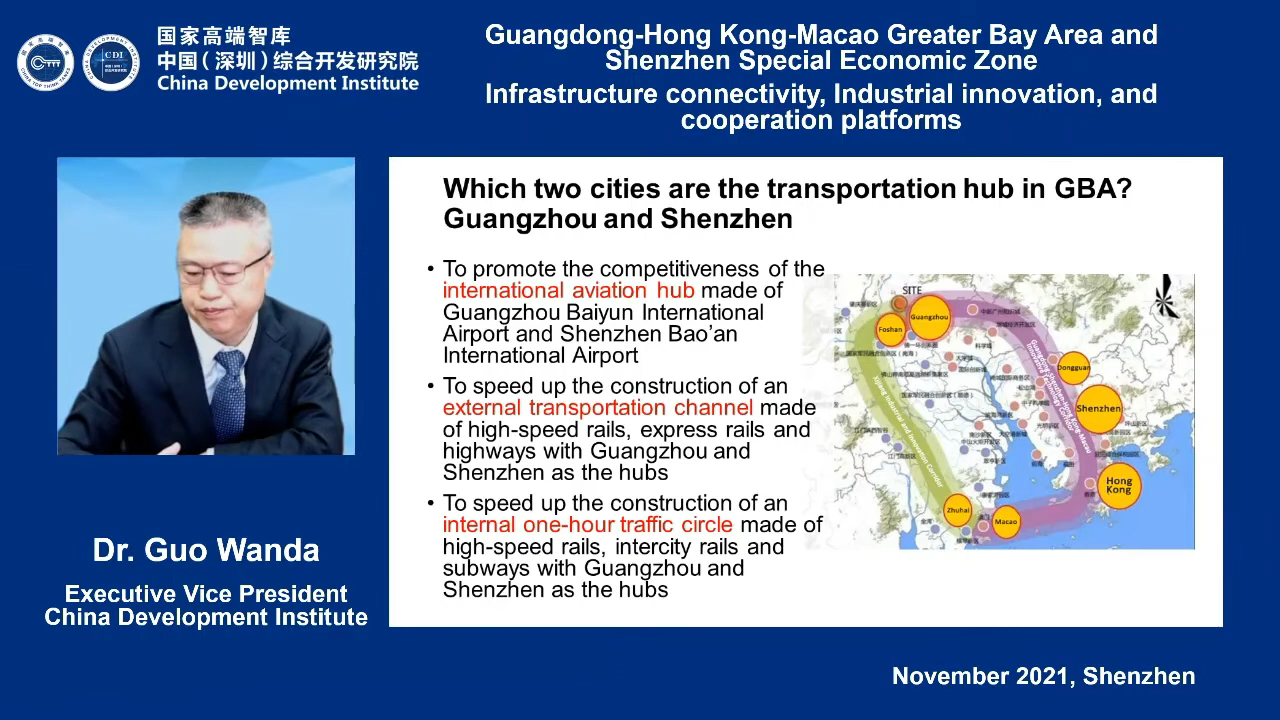 国家高端智库
中国（深圳）综合开发研究院
China Development Institute
CDI
Guangdong-Hong Kong-Macao Greater Bay Area and
Shenzhen Special Economic Zone
Infrastructure connectivity, Industrial innovation, and
cooperation platforms
Which two cities are the transportation hub in GBA?
Guangzhou and Shenzhen
• To promote the competitiveness of the
international aviation hub made of
Guangzhou Baiyun International
Airport and Shenzhen Bao’an
International Airport
• To speed up the construction of an
external transportation channel made
of high-speed rails, express rails and
highways with Guangzhou and
Shenzhen as the hubs
• To speed up the construction of an
internal one-hour traffic circle made of
high-speed rails, intercity rails and
subways with Guangzhou and
Shenzhen as the hubs
SITE
Guangzhou
Foshan
科学城
大学城
Dongguan
Shenzhen
Hong
Kong
Zhuhai
Macao
Dr. Guo Wanda
Executive Vice President
China Development Institute
November 2021, Shenzhen